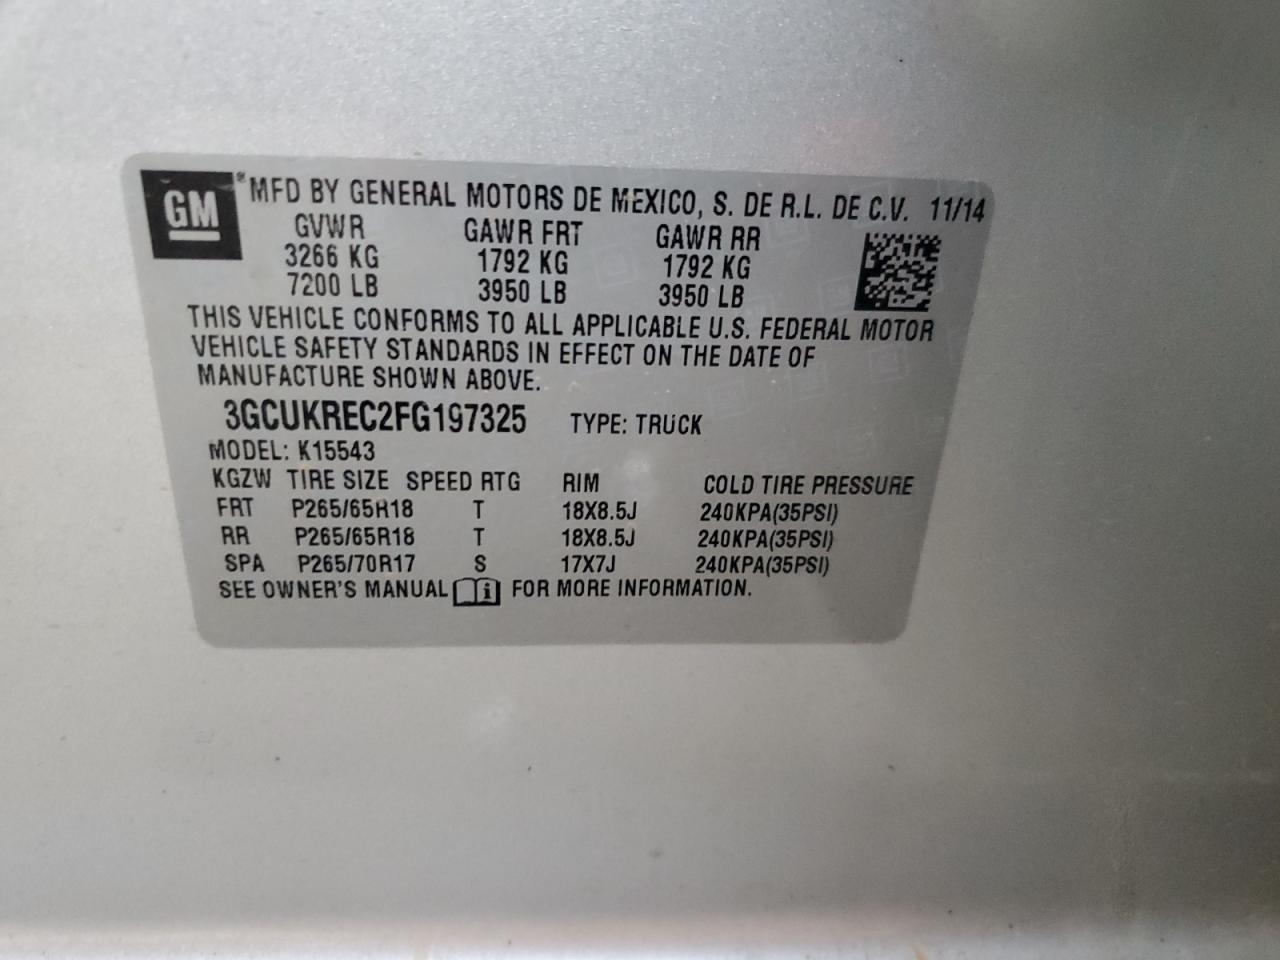 GM ® MFD BY GENERAL MOTORS DE MEXICO, S. DE R.L. DE C.V. 11/14
GVWR GAWR FRT GAWR RR
3266 KG 1792 KG 1792 KG
7200 LB 3950 LB 3950 LB
THIS VEHICLE CONFORMS TO ALL APPLICABLE U.S. FEDERAL MOTOR
VEHICLE SAFETY STANDARDS IN EFFECT ON THE DATE OF
MANUFACTURE SHOWN ABOVE.
3GCUKREC2FG197325 TYPE: TRUCK
MODEL: K15543
KGZW TIRE SIZE SPEED RTG RIM COLD TIRE PRESSURE
FRT P265/65R18 T 18X8.5J 240KPA(35PSI)
RR P265/65R18 T 18X8.5J 240KPA(35PSI)
SPA P265/70R17 S 17X7J 240KPA(35PSI)
SEE OWNER'S MANUAL i FOR MORE INFORMATION.